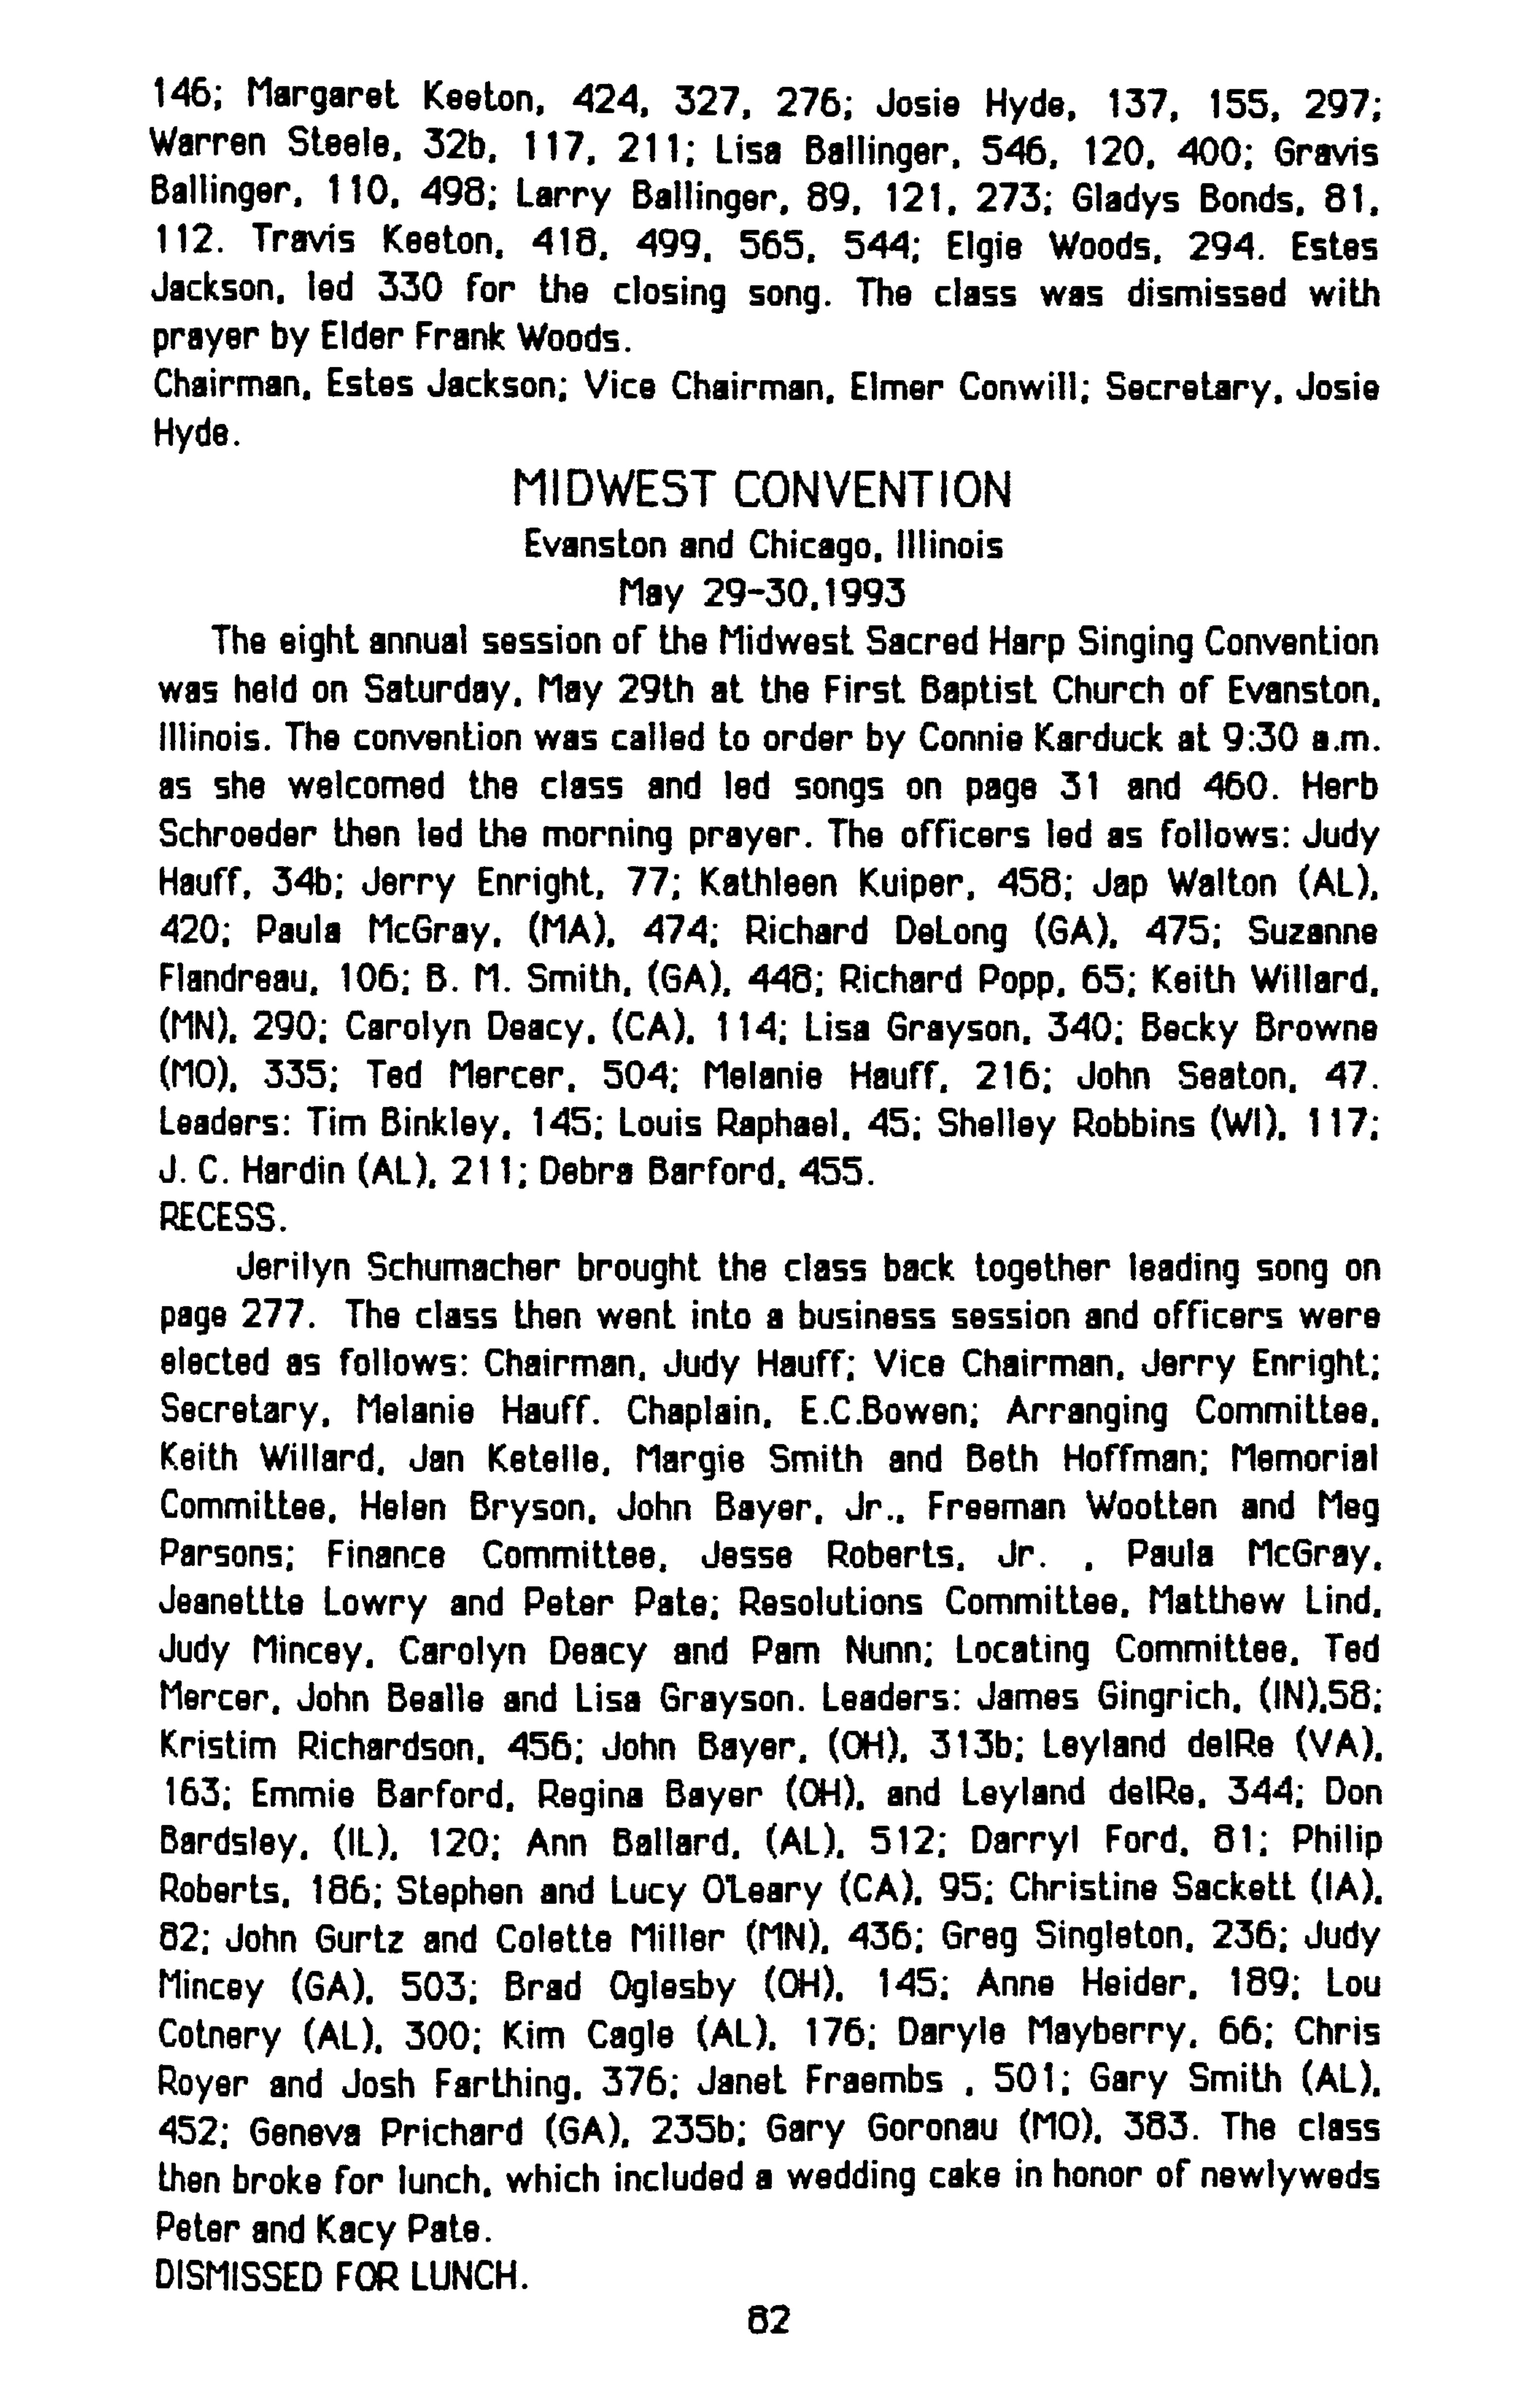 146; Margaret Keeton, 424, 327, 276; Josie Hyde, 137, 155, 297;
Warren Steele, 32b, 117, 211; Lisa Ballinger, 546, 120, 400; Gravis
Ballinger, 110, 498; Larry Ballinger, 89, 121, 273; Gladys Bonds, 81,
112. Travis Keeton, 418, 499, 565, 544; Elgie Woods, 294. Estes
Jackson, led 330 for the closing song. The class was dismissed with
prayer by Elder Frank Woods.
Chairman, Estes Jackson; Vice Chairman, Elmer Conwill; Secretary, Josie
Hyde.
MIDWEST CONVENTION
Evanston and Chicago, Illinois
May 29-30,1993
The eight annual session of the Midwest Sacred Harp Singing Convention
was held on Saturday, May 29th at the First Baptist Church of Evanston,
Illinois. The convention was called to order by Connie Karduck at 9:30 a.m.
as she welcomed the class and led songs on page 31 and 460. Herb
Schroeder then led the morning prayer. The officers led as follows: Judy
Hauff, 34b; Jerry Enright, 77; Kathleen Kuiper, 458; Jap Walton (AL),
420; Paula McGray, (MA), 474; Richard DeLong (GA), 475; Suzanne
Flandreau, 106; B. M. Smith, (GA), 448; Richard Popp, 65; Keith Willard,
(MN), 290; Carolyn Deacy, (CA), 114; Lisa Grayson, 340; Becky Browne
(MO), 335; Ted Mercer, 504; Melanie Hauff, 216; John Seaton, 47.
Leaders: Tim Binkley, 145; Louis Raphael, 45; Shelley Robbins (WI), 117;
J. C. Hardin (AL), 211; Debra Barford, 455.
RECESS.
Jerilyn Schumacher brought the class back together leading song on
page 277. The class then went into a business session and officers were
elected as follows: Chairman, Judy Hauff; Vice Chairman, Jerry Enright;
Secretary, Melanie Hauff. Chaplain, E.C.Bowen; Arranging Committee,
Keith Willard, Jan Ketelle, Margie Smith and Beth Hoffman; Memorial
Committee, Helen Bryson, John Bayer, Jr., Freeman Wootten and Meg
Parsons; Finance Committee, Jesse Roberts, Jr. , Paula McGray,
Jeanettte Lowry and Peter Pate; Resolutions Committee, Matthew Lind,
Judy Mincey, Carolyn Deacy and Pam Nunn; Locating Committee, Ted
Mercer, John Bealle and Lisa Grayson. Leaders: James Gingrich, (IN),58;
Kristim Richardson, 456; John Bayer, (OH), 313b; Leyland delRe (VA),
163; Emmie Barford, Regina Bayer (OH), and Leyland delRe, 344; Don
Bardsley, (IL), 120; Ann Ballard, (AL), 512; Darryl Ford, 81; Philip
Roberts, 186; Stephen and Lucy O'Leary (CA), 95; Christine Sackett (IA),
82; John Gurtz and Colette Miller (MN), 436; Greg Singleton, 236; Judy
Mincey (GA), 503; Brad Oglesby (OH), 145; Anne Heider, 189; Lou
Cotnery (AL), 300; Kim Cagle (AL), 176; Daryle Mayberry, 66; Chris
Royer and Josh Farthing, 376; Janet Fraembs , 501; Gary Smith (AL),
452; Geneva Prichard (GA), 235b; Gary Goronau (MO), 383. The class
then broke for lunch, which included a wedding cake in honor of newlyweds
Peter and Kacy Pate.
DISMISSED FOR LUNCH.
82